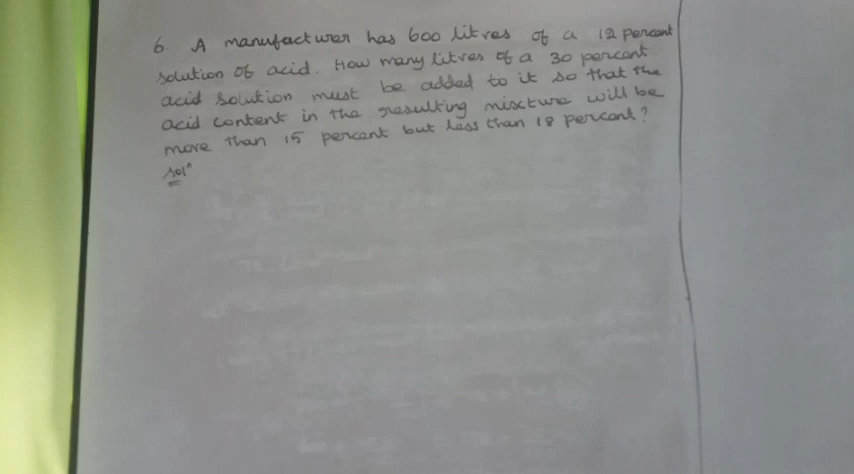 6 A manufacturer has 600 litres of a 12 percent
solution of acid. How many litres of a 30 percent
acid solution must be added to it so that the
acid content in the resulting mixture will be
more than 15 percent but less than 18 percent?
Solⁿ